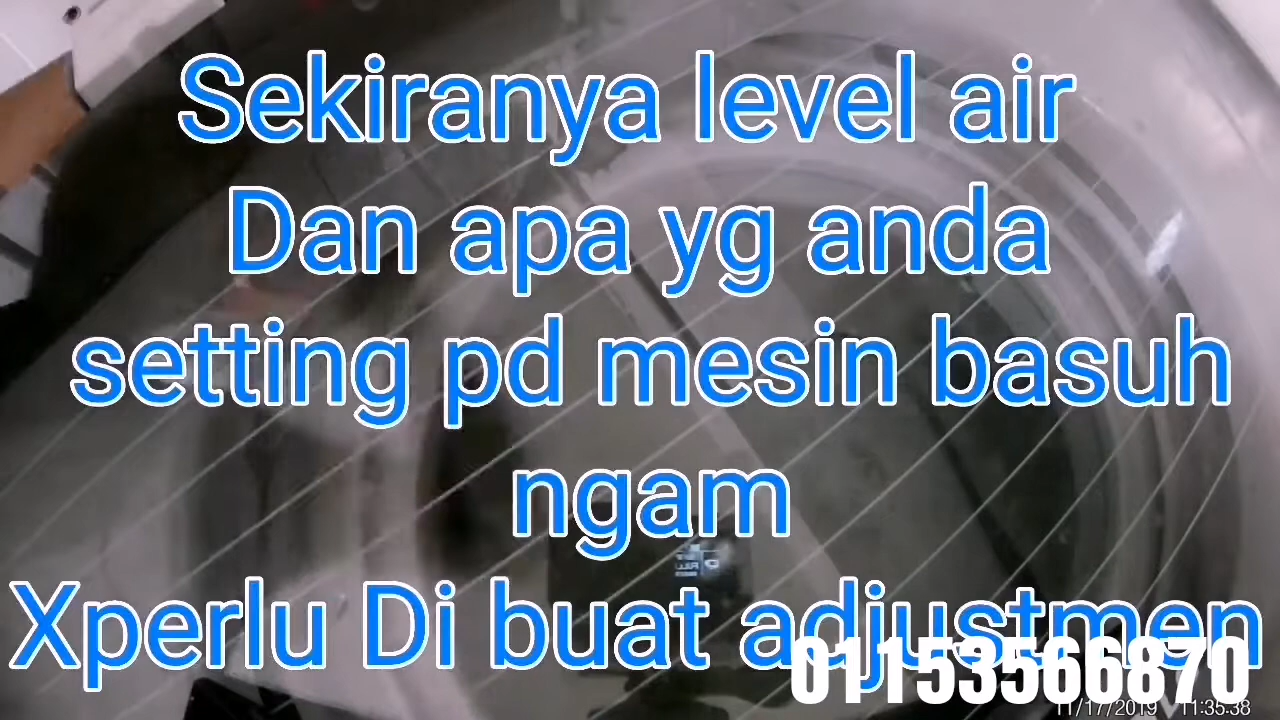 Sekiranya level air
Dan apa yg anda
setting pd mesin basuh
ngam
Xperlu Di buat adjustmen
01153566870
11/17/2019 11:35:38